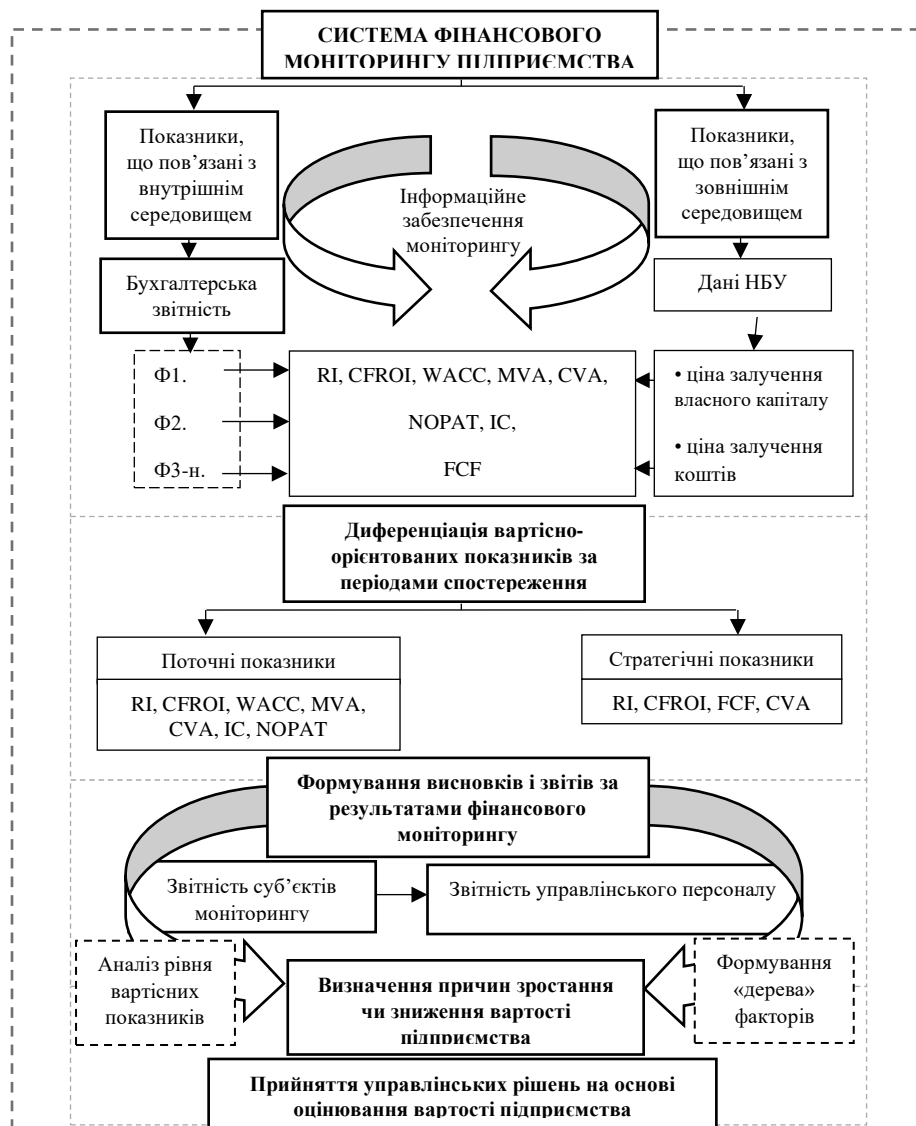 СИСТЕМА ФІНАНСОВОГО
МОНІТОРИНГУ ПІДПРИЄМСТВА
Показники,
що пов’язані з
внутрішнім
середовищем
Показники,
що пов’язані з
зовнішнім
середовищем
Інформаційне
забезпечення
моніторингу
Бухгалтерська
звітність
Дані НБУ
Ф1.
Ф2.
Ф3-н.
RI, CFROI, WACC, MVA, CVA,
NOPAT, IC,
FCF
• ціна залучення
власного капіталу
• ціна залучення
коштів
Диференціація вартісно-
орієнтованих показників за
періодами спостереження
Поточні показники
RI, CFROI, WACC, MVA,
CVA, IC, NOPAT
Стратегічні показники
RI, CFROI, FCF, CVA
Формування висновків і звітів за
результатами фінансового
моніторингу
Звітність суб’єктів
моніторингу
Звітність управлінського персоналу
Аналіз рівня
вартісних
показників
Визначення причин зростання
чи зниження вартості
підприємства
Формування
«дерева»
факторів
Прийняття управлінських рішень на основі
оцінювання вартості підприємства